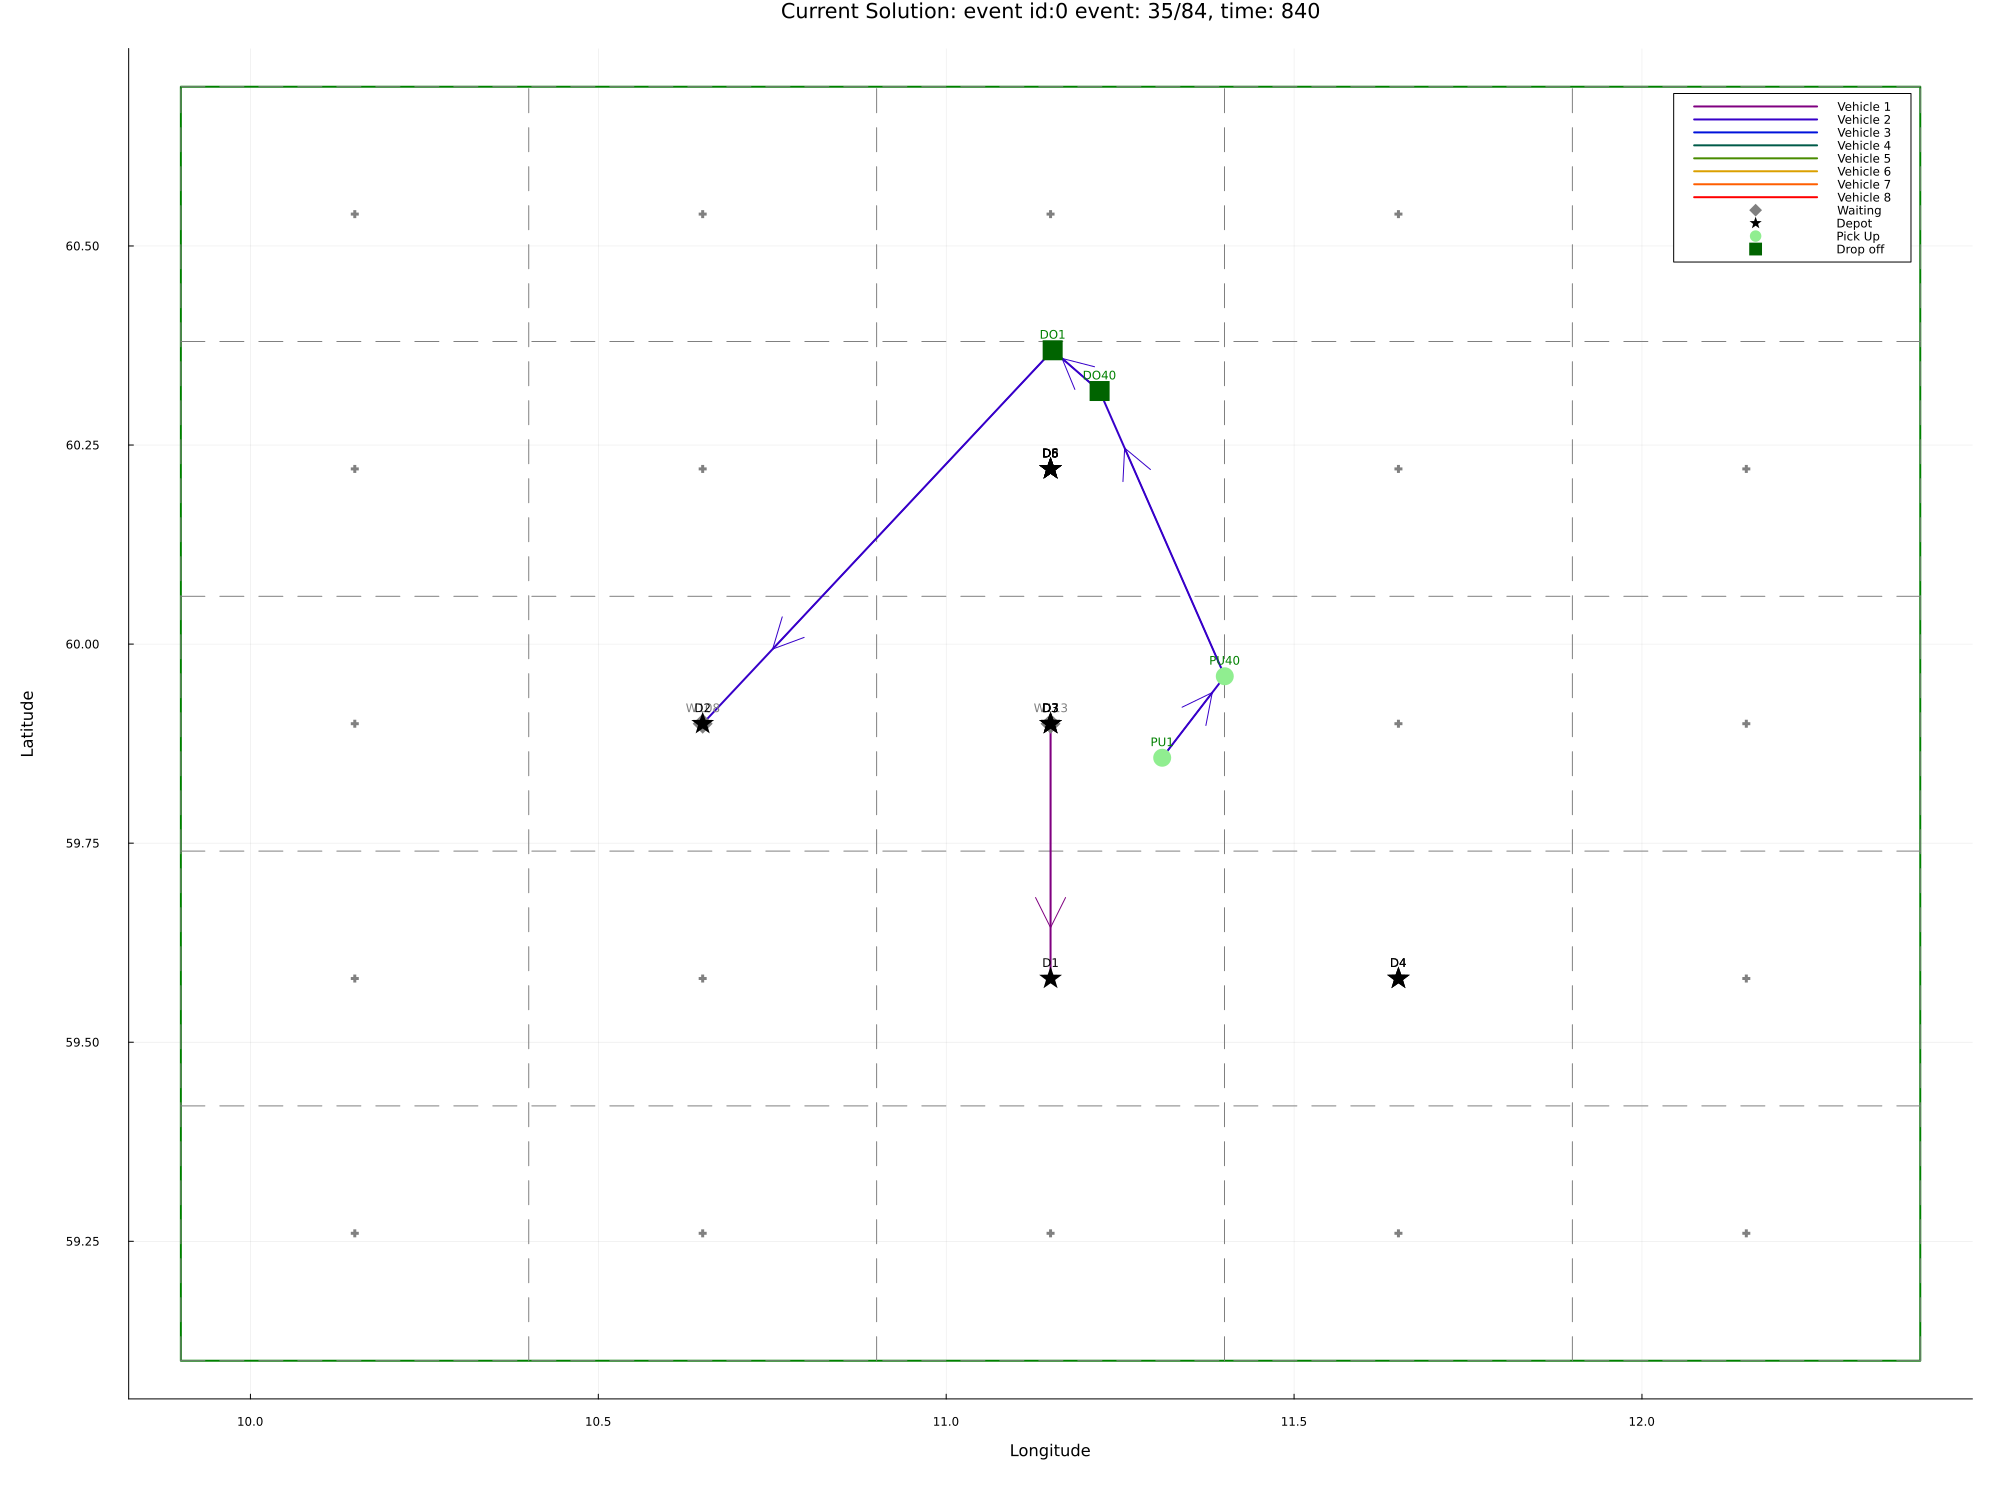 Current Solution: event id:0 event: 35/84, time: 840
Vehicle 1
Vehicle 2
Vehicle 3
Vehicle 4
Vehicle 5
Vehicle 6
Vehicle 7
Vehicle 8
Waiting
Depot
Pick Up
Drop off
60.50
60.25
60.00
59.75
59.50
59.25
Latitude
DO1
DO40
PU40
D2
PU1
D1
D4
10.0
10.5
11.0
11.5
12.0
Longitude